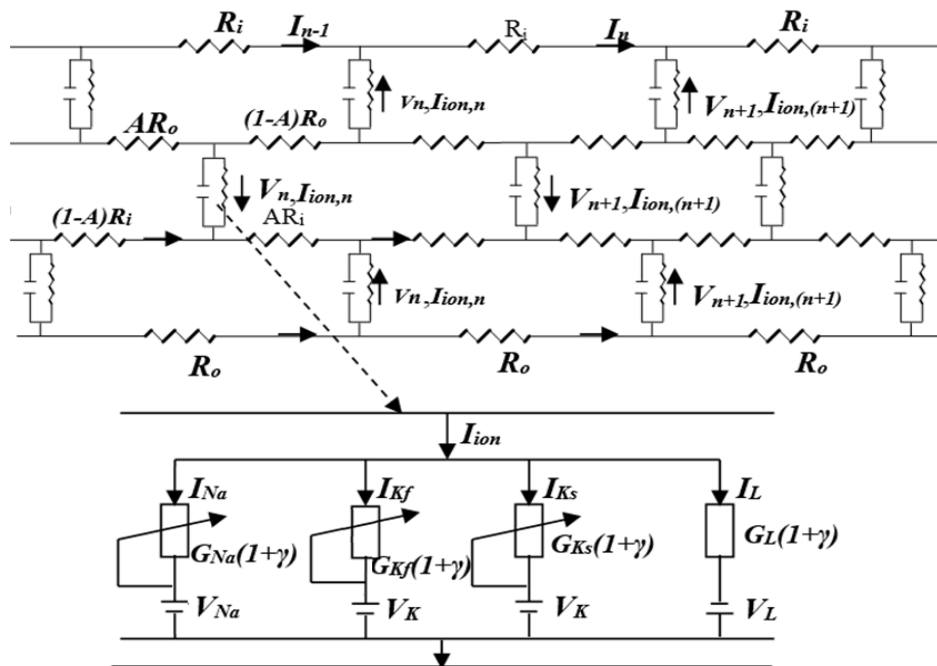 Ri In-1 Ri In Ri
Vn,Iion,n Vn+1,Iion,(n+1)
ARo (1-A)Ro
Vn,Iion,n Vn+1,Iion,(n+1)
(1-A)Ri ARi
Vn,Iion,n Vn+1,Iion,(n+1)
Ro Ro Ro
Iion
INa IKf IKs IL
GNa(1+γ) GKf(1+γ) GKs(1+γ) GL(1+γ)
VNa VK VK VL